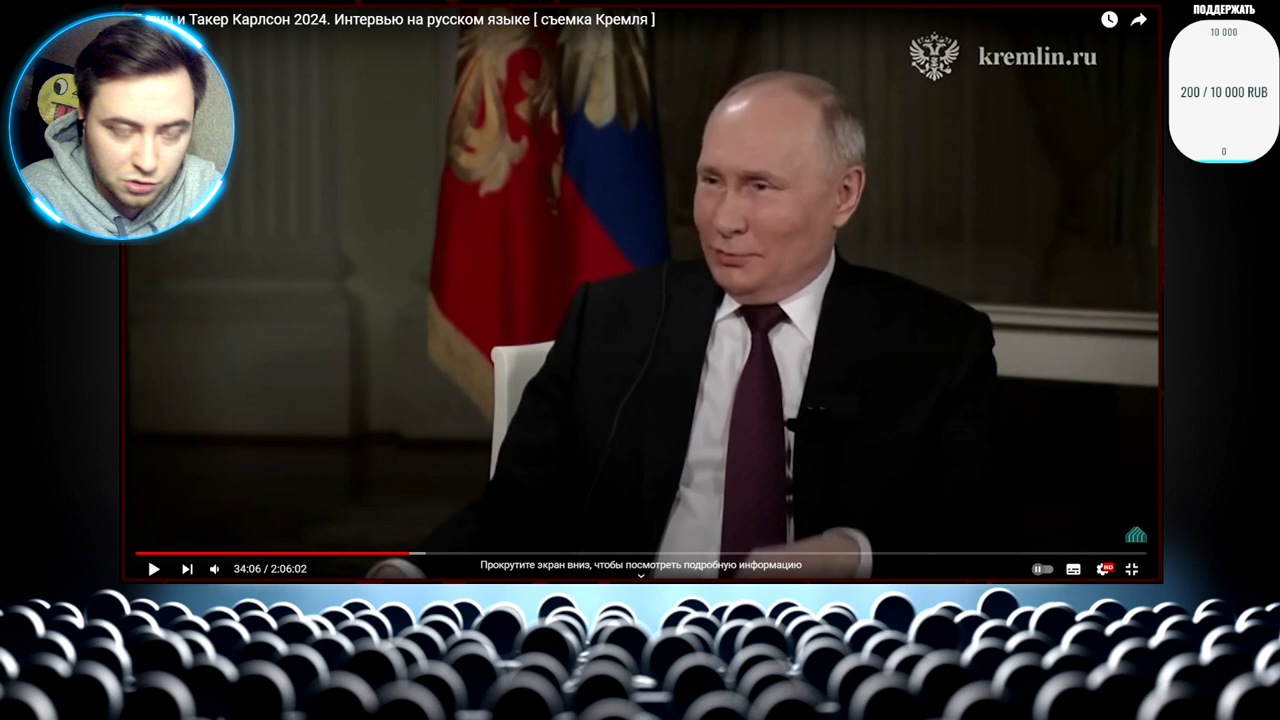 и Такер Карлсон 2024. Интервью на русском языке [ съемка Кремля ]
ПОДДЕРЖАТЬ
10 000
200 / 10 000 RUB
0
kremlin.ru
Прокрутите экран вниз, чтобы посмотреть подробную информацию
34:06 / 2:06:02
HD